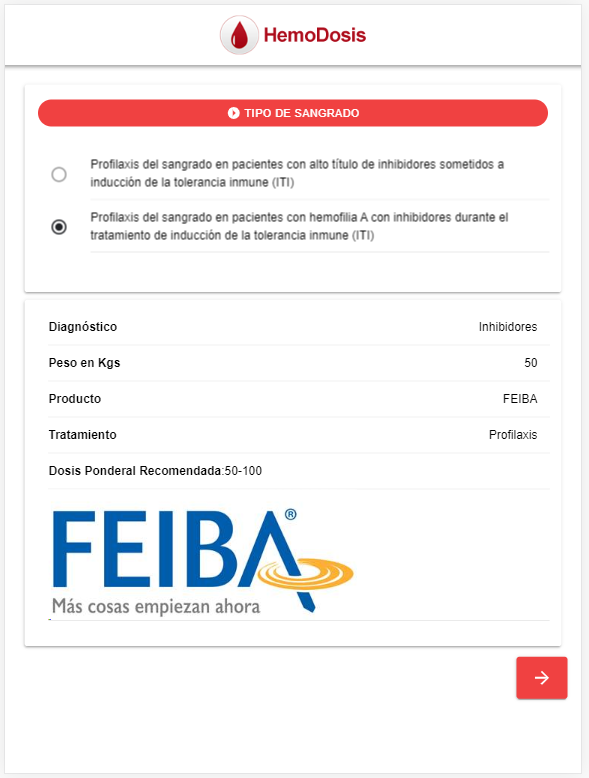 HemoDosis
TIPO DE SANGRADO
Profilaxis del sangrado en pacientes con alto título de inhibidores sometidos a
inducción de la tolerancia inmune (ITI)
Profilaxis del sangrado en pacientes con hemofilia A con inhibidores durante el
tratamiento de inducción de la tolerancia inmune (ITI)
Diagnóstico Inhibidores
Peso en Kgs 50
Producto FEIBA
Tratamiento Profilaxis
Dosis Ponderal Recomendada:50-100
FEIBA®
Más cosas empiezan ahora